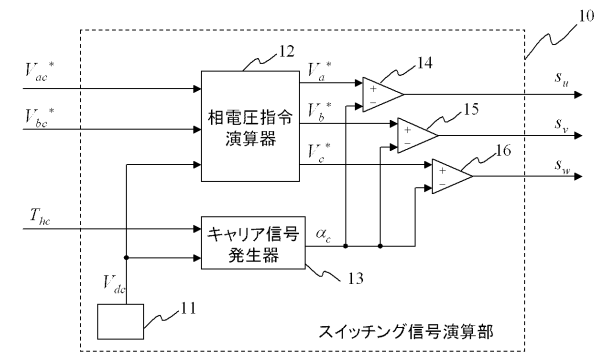 10
12
14
V_ac*
V_a*
s_u
相電圧指令
演算器
V_bc*
V_b*
15
s_v
V_c*
16
s_w
+
−
+
−
+
−
T_hc
キャリア信号
発生器
α_c
13
V_dc
11
スイッチング信号演算部